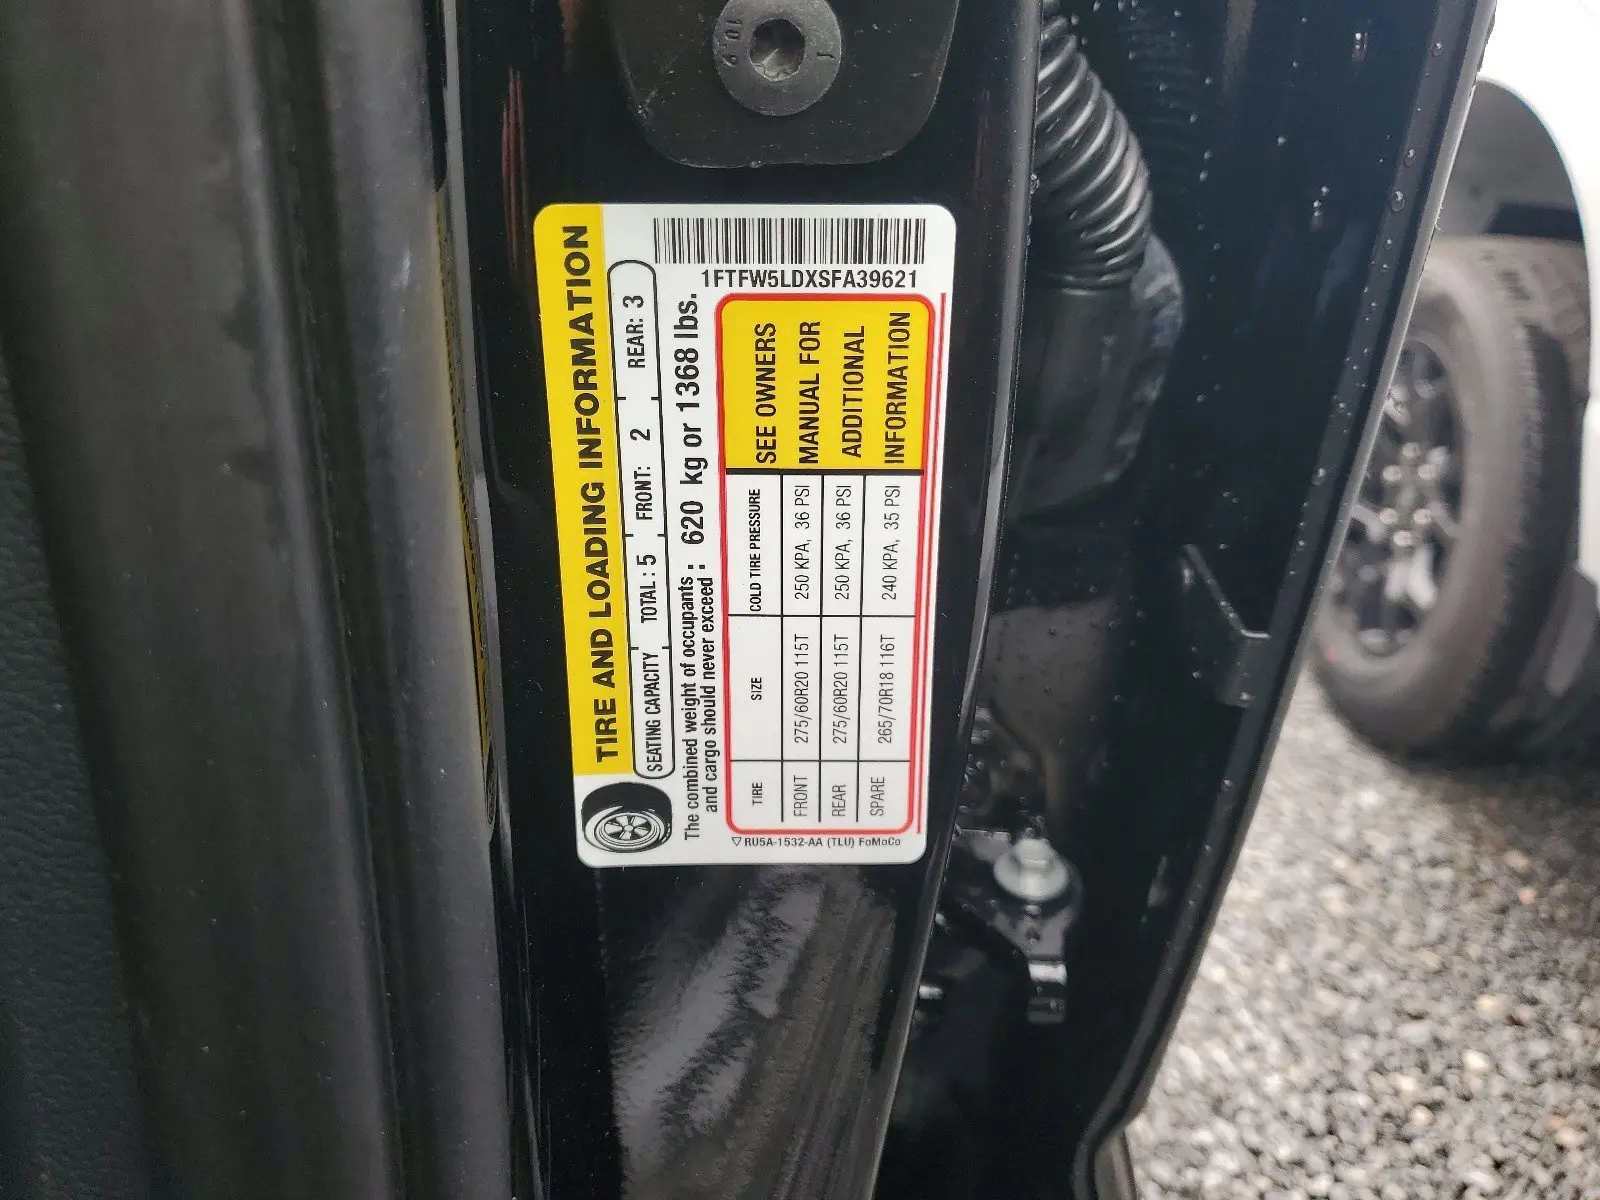 10.9
TIRE AND LOADING INFORMATION
SEATING CAPACITY TOTAL: 5 FRONT: 2 REAR: 3
The combined weight of occupants and cargo should never exceed : 620 kg or 1368 lbs.
1FTFW5LDXSFA39621
TIRE SIZE COLD TIRE PRESSURE
FRONT 275/60R20 115T 250 KPA, 36 PSI
REAR 275/60R20 115T 250 KPA, 36 PSI
SPARE 265/70R18 116T 240 KPA, 35 PSI
SEE OWNERS
MANUAL FOR
ADDITIONAL
INFORMATION
RU5A-1532-AA (TLU) FoMoCo